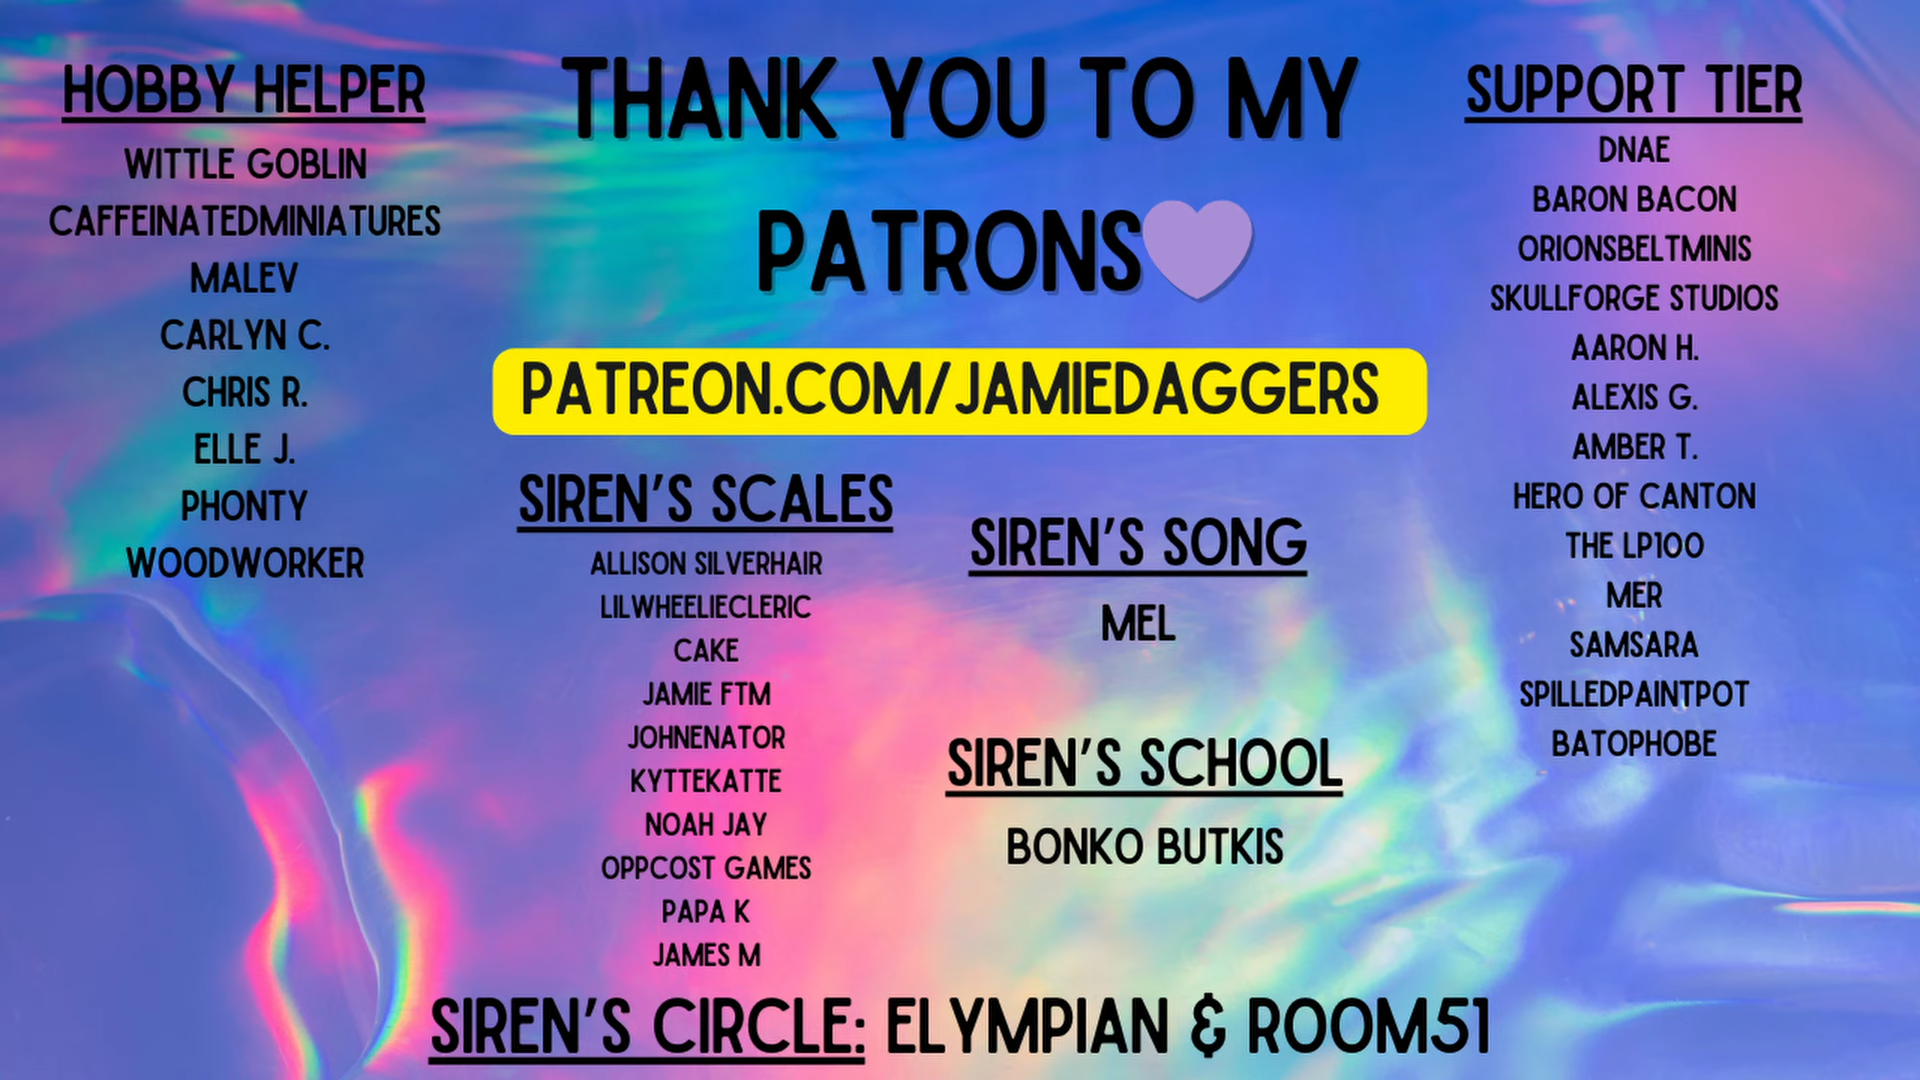 THANK YOU TO MY
PATRONS
PATREON.COM/JAMIEDAGGERS
HOBBY HELPER
WITTLE GOBLIN
CAFFEINATEDMINIATURES
MALEV
CARLYN C.
CHRIS R.
ELLE J.
PHONTY
WOODWORKER
SIREN'S SCALES
ALLISON SILVERHAIR
LILWHEELIECLERIC
CAKE
JAMIE FTM
JOHNENATOR
KYTTEKATTE
NOAH JAY
OPPCOST GAMES
PAPA K
JAMES M
SIREN'S SONG
MEL
SIREN'S SCHOOL
BONKO BUTKIS
SUPPORT TIER
DNAE
BARON BACON
ORIONSBELTMINIS
SKULLFORGE STUDIOS
AARON H.
ALEXIS G.
AMBER T.
HERO OF CANTON
THE LP100
MER
SAMSARA
SPILLEDPAINTPOT
BATOPHOBE
SIREN'S CIRCLE: ELYMPIAN & ROOM51